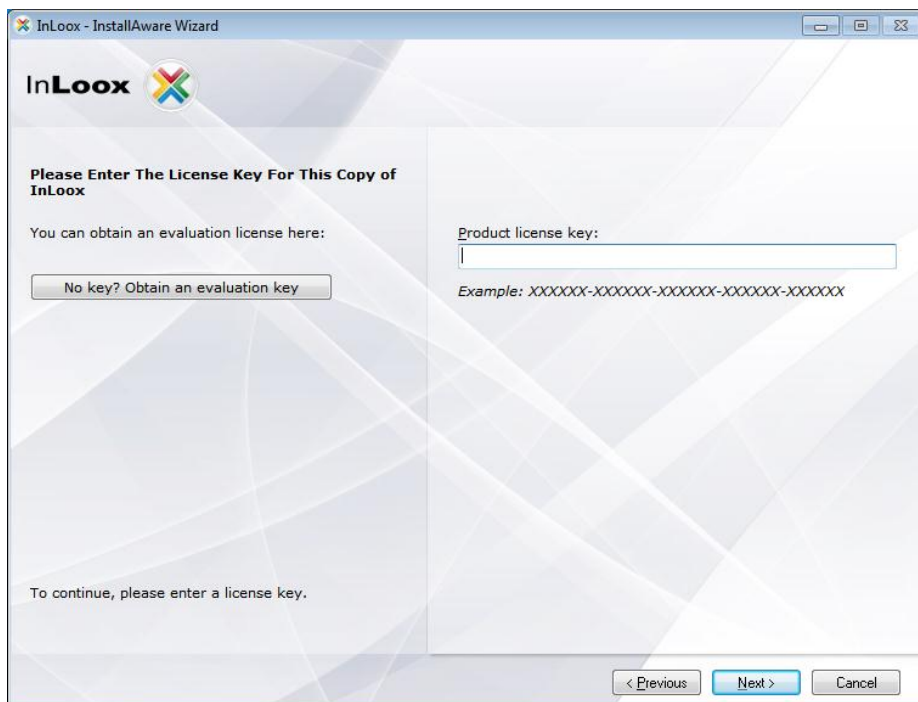 InLoox - InstallAware Wizard
InLoox
Please Enter The License Key For This Copy of
InLoox
You can obtain an evaluation license here:
No key? Obtain an evaluation key
Product license key:
Example: XXXXXX-XXXXXX-XXXXXX-XXXXXX-XXXXXX
To continue, please enter a license key.
< Previous
Next >
Cancel